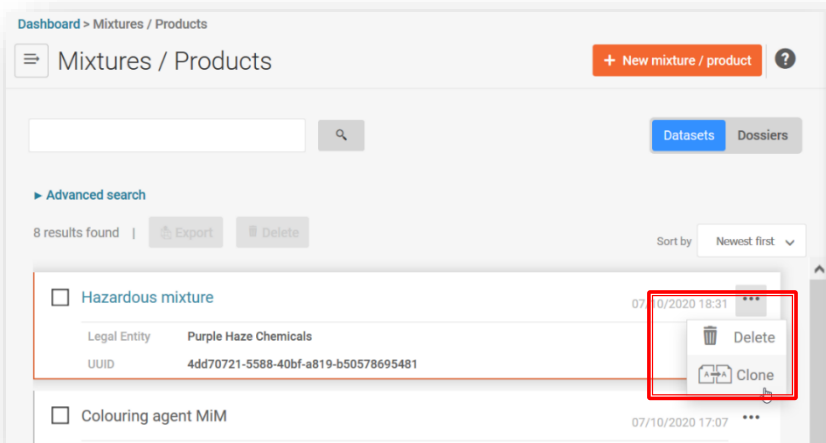 Dashboard > Mixtures / Products
Mixtures / Products
+ New mixture / product
?
Datasets
Dossiers
► Advanced search
8 results found |
Export
Delete
Sort by
Newest first
Hazardous mixture
07/10/2020 18:31
Legal Entity Purple Haze Chemicals
UUID 4dd70721-5588-40bf-a819-b50578695481
Delete
A→A Clone
Colouring agent MiM
07/10/2020 17:07